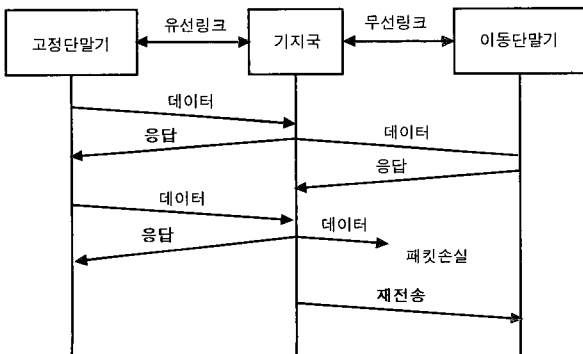 고정단말기
유선링크
기지국
무선링크
이동단말기
데이터
응답
데이터
응답
데이터
응답
데이터
패킷손실
재전송